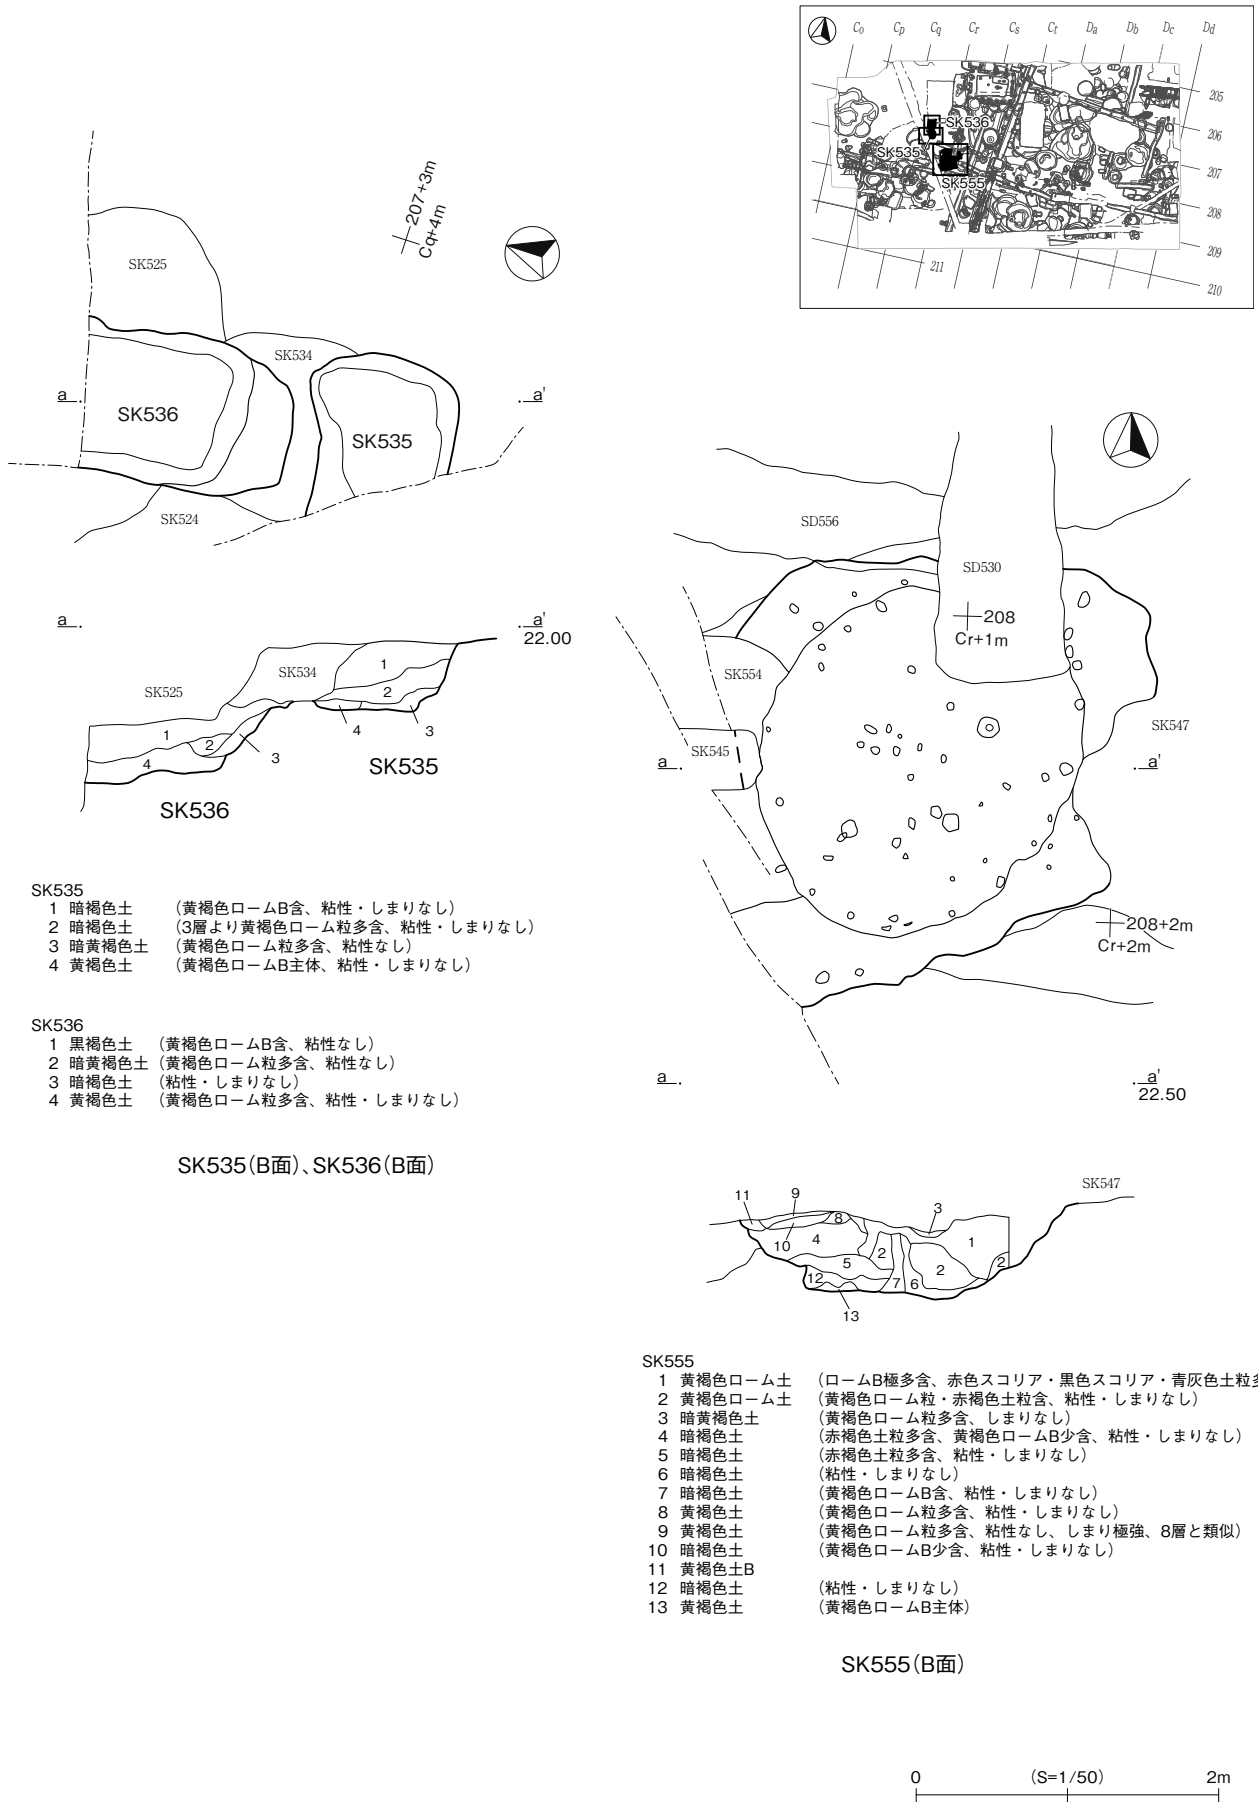 Co Cp Cq Cr Cs Ct Da Db Dc Dd
205
206
207
208
209
210
211
SK536
SK535
SK555
207+3m
Cq+4m
SK525
SK534
a a'
SK536
SK535
SK524
a a'
22.00
SK534
1
SK525
2
1
2
3
4
3
4
SK535
SK536
SK535
1 暗褐色土 (黄褐色ロームB含、粘性・しまりなし)
2 暗褐色土 (3層より黄褐色ローム粒多含、粘性・しまりなし)
3 暗黄褐色土 (黄褐色ローム粒多含、粘性なし)
4 黄褐色土 (黄褐色ロームB主体、粘性・しまりなし)
SK536
1 黒褐色土 (黄褐色ロームB含、粘性なし)
2 暗黄褐色土 (黄褐色ローム粒多含、粘性なし)
3 暗褐色土 (粘性・しまりなし)
4 黄褐色土 (黄褐色ローム粒多含、粘性・しまりなし)
SK535(B面)、SK536(B面)
SD556
SD530
208
Cr+1m
SK554
SK547
SK545
a a'
208+2m
Cr+2m
a a'
22.50
SK547
11
9
3
8
10
4
2
1
5
2
2
12
7
6
13
SK555
1 黄褐色ローム土 (ロームB極多含、赤色スコリア・黒色スコリア・青灰色土粒多
2 黄褐色ローム土 (黄褐色ローム粒・赤褐色土粒含、粘性・しまりなし)
3 暗黄褐色土 (黄褐色ローム粒多含、しまりなし)
4 暗褐色土 (赤褐色土粒多含、黄褐色ロームB少含、粘性・しまりなし)
5 暗褐色土 (赤褐色土粒多含、粘性・しまりなし)
6 暗褐色土 (粘性・しまりなし)
7 暗褐色土 (黄褐色ロームB含、粘性・しまりなし)
8 黄褐色土 (黄褐色ローム粒多含、粘性・しまりなし)
9 黄褐色土 (黄褐色ローム粒多含、粘性なし、しまり極強、8層と類似)
10 暗褐色土 (黄褐色ロームB少含、粘性・しまりなし)
11 黄褐色土B
12 暗褐色土 (粘性・しまりなし)
13 黄褐色土 (黄褐色ロームB主体)
SK555(B面)
0 (S=1/50) 2m